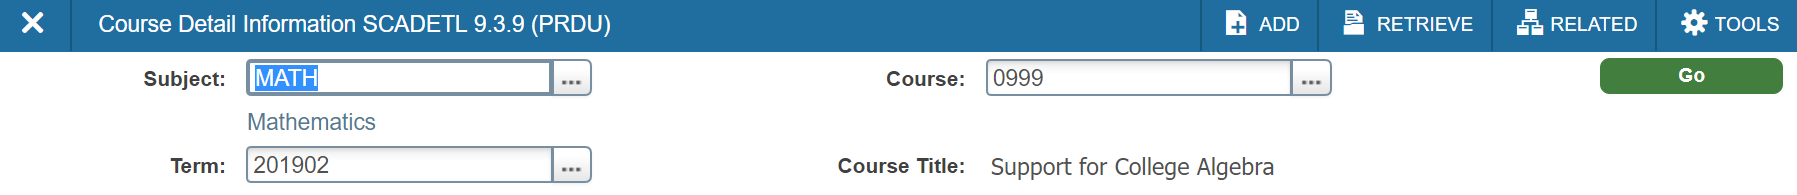 Course Detail Information SCADETL 9.3.9 (PRDU) ADD RETRIEVE RELATED TOOLS
Subject: MATH ... Course: 0999 ... Go
Mathematics
Term: 201902 ... Course Title: Support for College Algebra